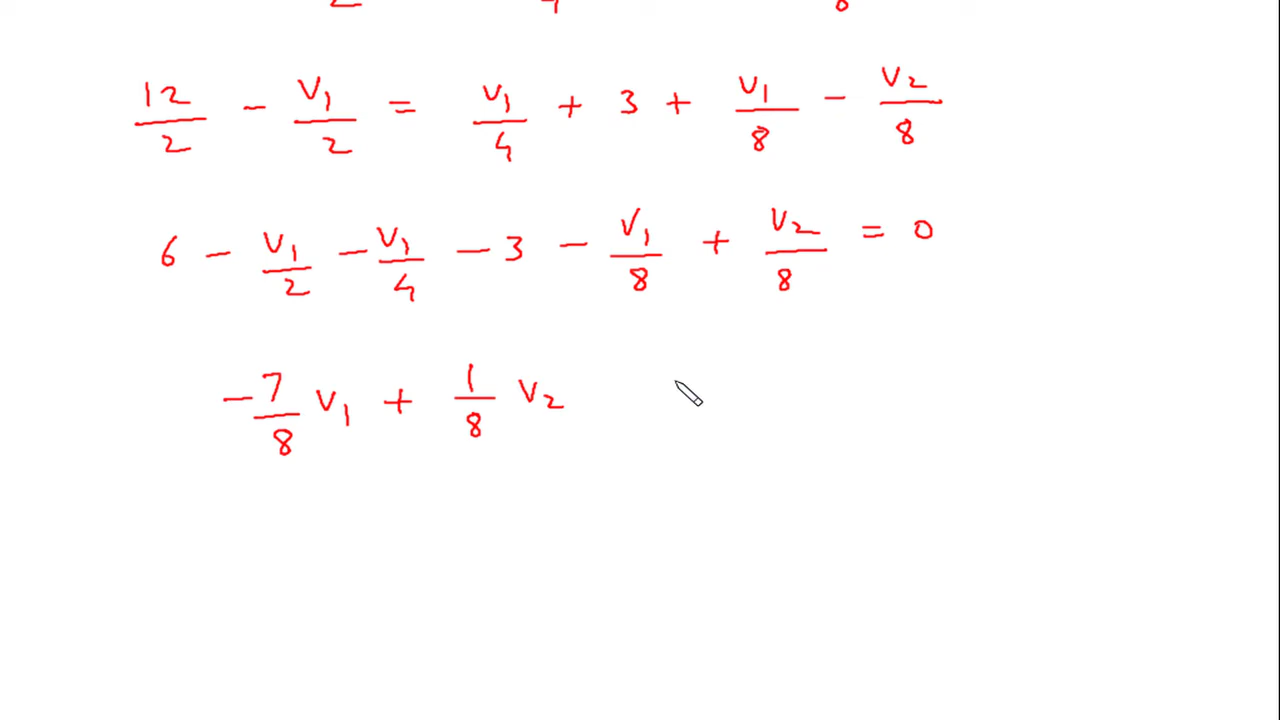 12/2 - V1/2 = V1/4 + 3 + V1/8 - V2/8
6 - V1/2 - V1/4 - 3 - V1/8 + V2/8 = 0
-7/8 V1 + 1/8 V2